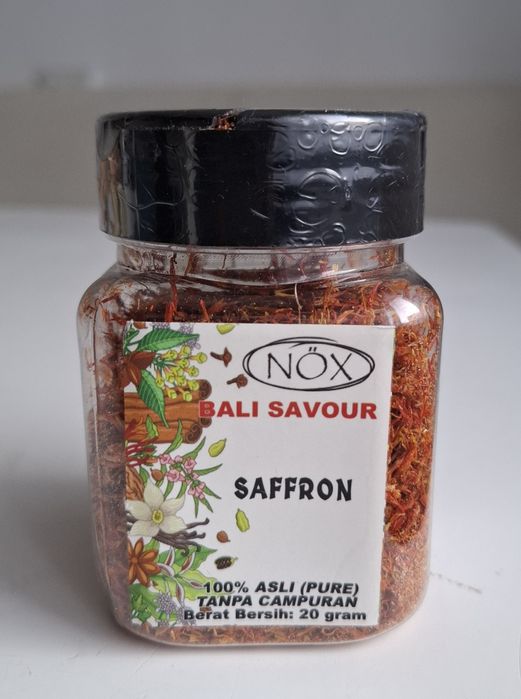 NÖX
BALI SAVOUR
SAFFRON
100% ASLI (PURE)
TANPA CAMPURAN
Berat Bersih: 20 gram